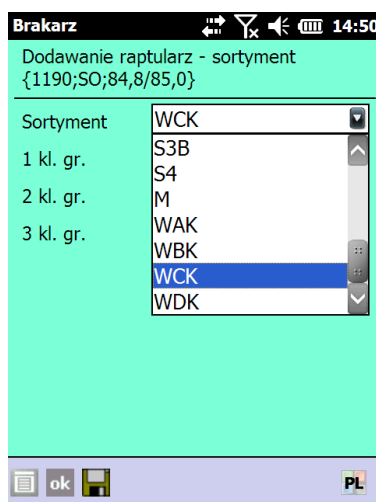 Brakarz 14:50
Dodawanie raptularz - sortyment
{1190;SO;84,8/85,0}
Sortyment WCK
1 kl. gr.
2 kl. gr.
3 kl. gr.
S3B
S4
M
WAK
WBK
WCK
WDK
ok PL